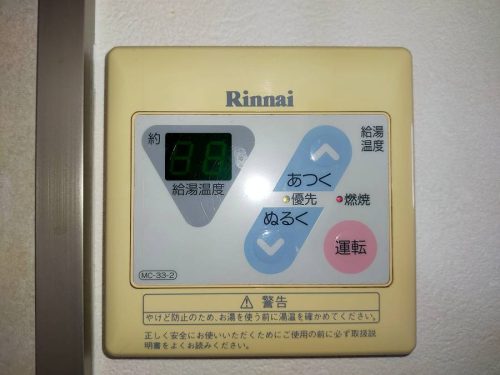 Rinnai
約
給湯温度
給湯
温度
あつく
優先
燃焼
ぬるく
運転
MC-33-2
⚠ 警告
やけど防止のため、お湯を使う前に湯温を確かめてください。
正しく安全にお使いいただくためにご使用の前に必ず取扱説
明書をよくお読みください。